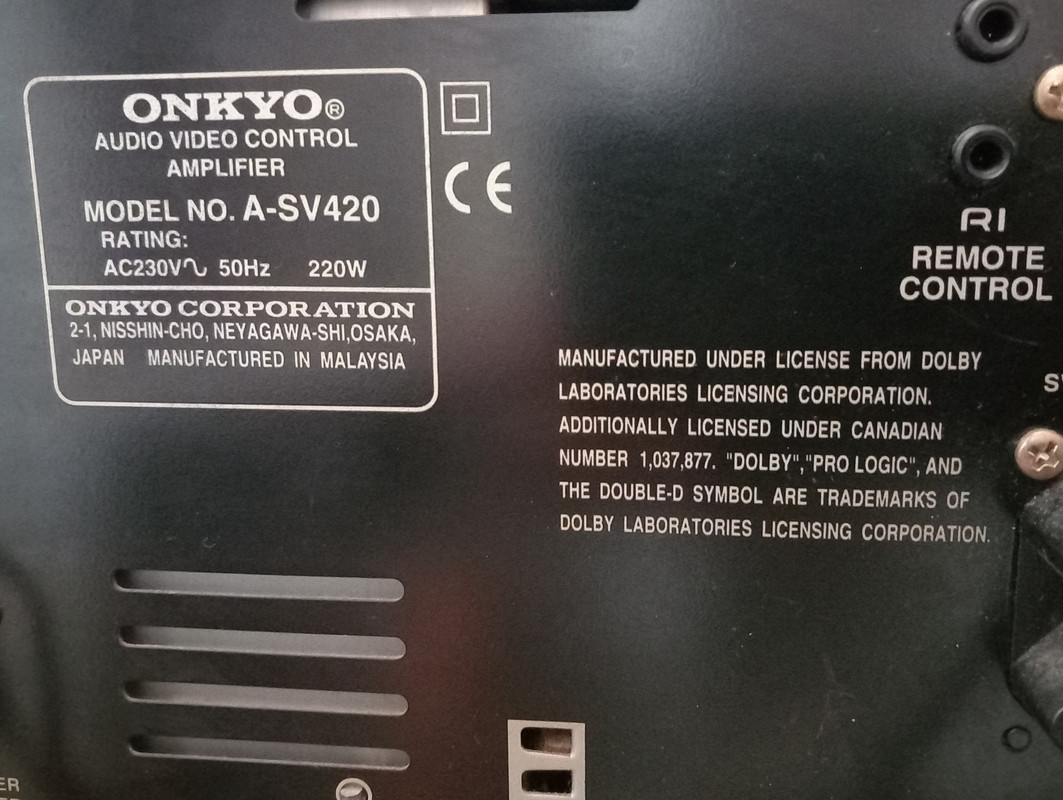 ONKYO®
AUDIO VIDEO CONTROL
AMPLIFIER
MODEL NO. A-SV420
RATING:
AC230V∿ 50Hz 220W
ONKYO CORPORATION
2-1, NISSHIN-CHO, NEYAGAWA-SHI,OSAKA,
JAPAN MANUFACTURED IN MALAYSIA
CE
RI
REMOTE
CONTROL
MANUFACTURED UNDER LICENSE FROM DOLBY
LABORATORIES LICENSING CORPORATION.
ADDITIONALLY LICENSED UNDER CANADIAN
NUMBER 1,037,877. "DOLBY","PRO LOGIC", AND
THE DOUBLE-D SYMBOL ARE TRADEMARKS OF
DOLBY LABORATORIES LICENSING CORPORATION.